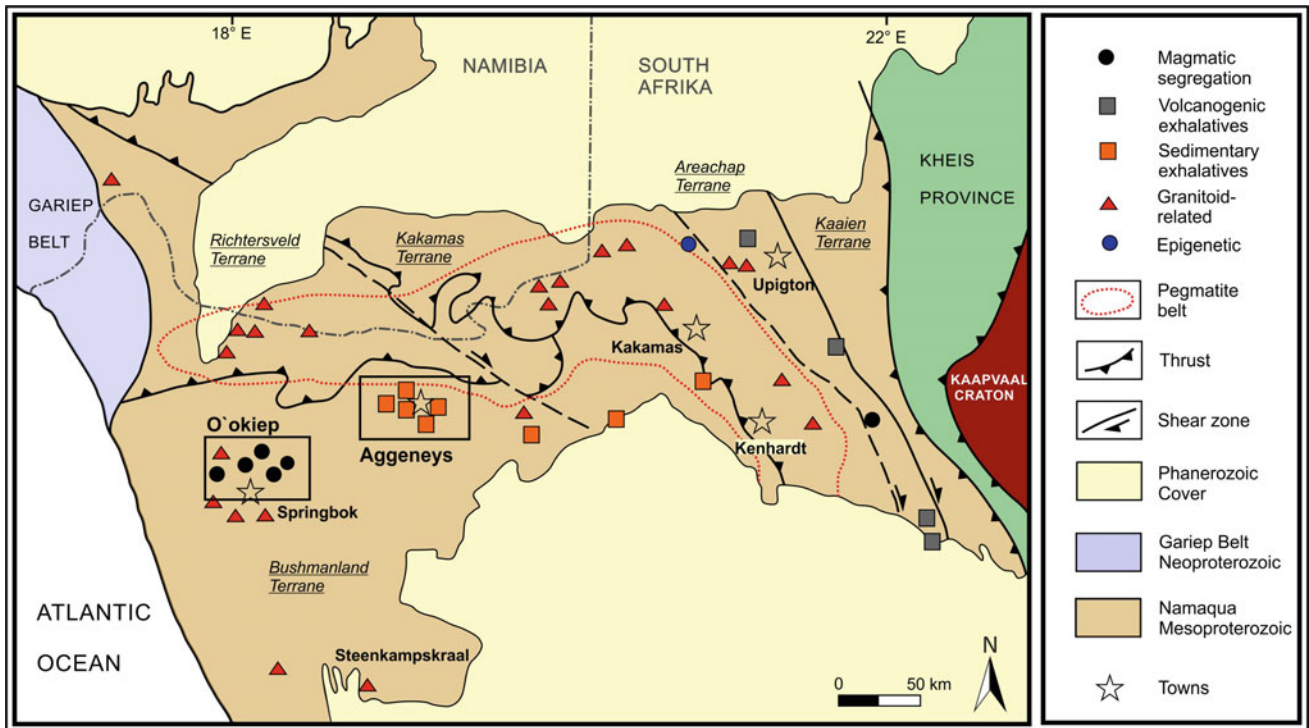 18° E
22° E
NAMIBIA
SOUTH
AFRIKA
KHEIS
PROVINCE
Areachap
Terrane
Kaaien
Terrane
GARIEP
BELT
Richtersveld
Terrane
Kakamas
Terrane
Upigton
Kakamas
KAAPVAAL
CRATON
O`okiep
Aggeneys
Kenhardt
Springbok
Bushmanland
Terrane
ATLANTIC
OCEAN
Steenkampskraal
N
0
50 km
Magmatic
segregation
Volcanogenic
exhalatives
Sedimentary
exhalatives
Granitoid-
related
Epigenetic
Pegmatite
belt
Thrust
Shear zone
Phanerozoic
Cover
Gariep Belt
Neoproterozoic
Namaqua
Mesoproterozoic
Towns